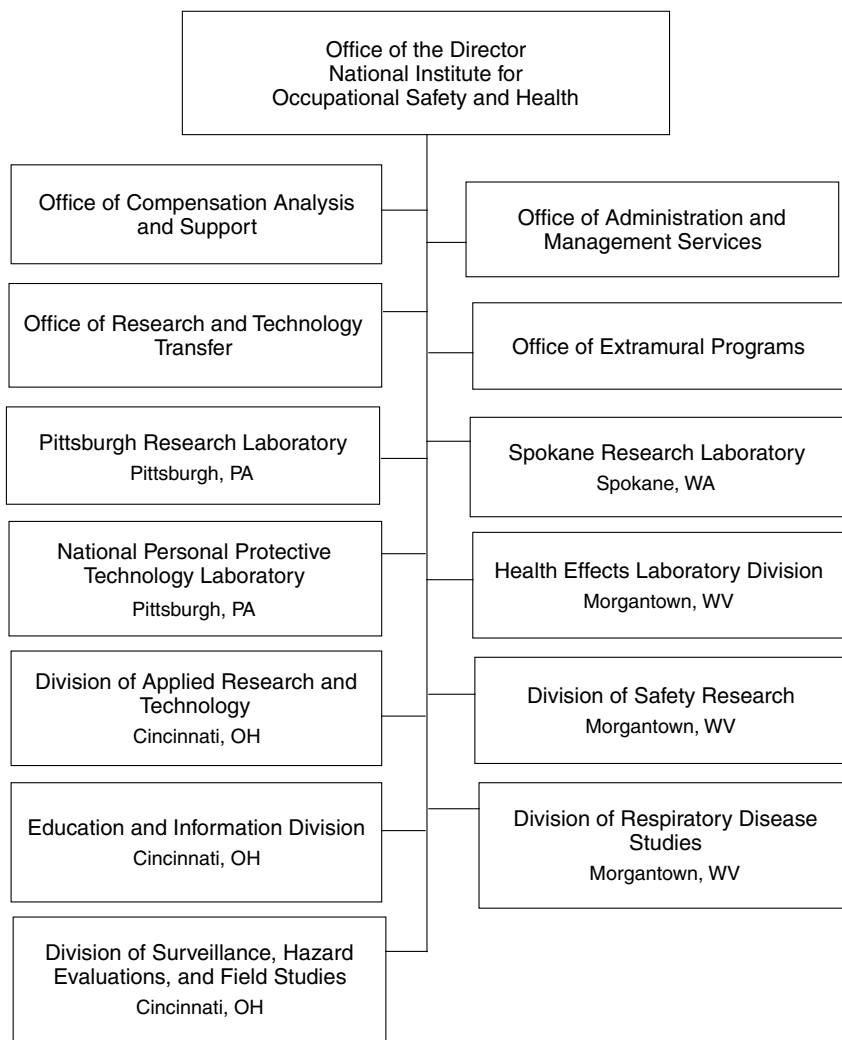 Office of the Director
National Institute for
Occupational Safety and Health
Office of Compensation Analysis
and Support
Office of Administration and
Management Services
Office of Research and Technology
Transfer
Office of Extramural Programs
Pittsburgh Research Laboratory
Pittsburgh, PA
Spokane Research Laboratory
Spokane, WA
National Personal Protective
Technology Laboratory
Pittsburgh, PA
Health Effects Laboratory Division
Morgantown, WV
Division of Applied Research and
Technology
Cincinnati, OH
Division of Safety Research
Morgantown, WV
Education and Information Division
Cincinnati, OH
Division of Respiratory Disease
Studies
Morgantown, WV
Division of Surveillance, Hazard
Evaluations, and Field Studies
Cincinnati, OH